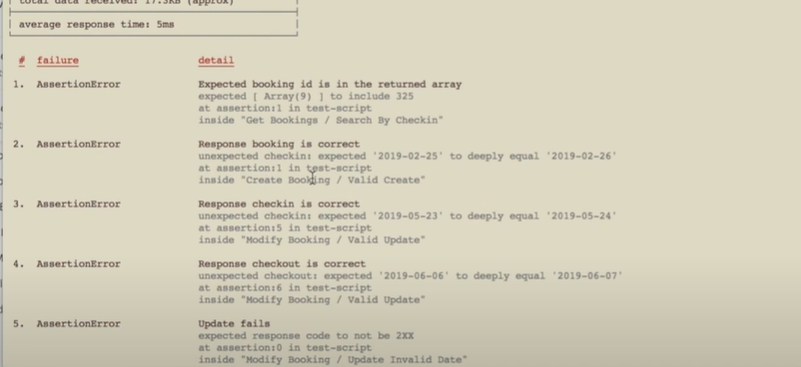 total data received: 17.3KB (approx)
average response time: 5ms
# failure detail
1. AssertionError Expected booking id is in the returned array
expected [ Array(9) ] to include 325
at assertion:1 in test-script
inside "Get Bookings / Search By Checkin"
2. AssertionError Response booking is correct
unexpected checkin: expected '2019-02-25' to deeply equal '2019-02-26'
at assertion:1 in test-script
inside "Create Booking / Valid Create"
3. AssertionError Response checkin is correct
unexpected checkin: expected '2019-05-23' to deeply equal '2019-05-24'
at assertion:5 in test-script
inside "Modify Booking / Valid Update"
4. AssertionError Response checkout is correct
unexpected checkout: expected '2019-06-06' to deeply equal '2019-06-07'
at assertion:6 in test-script
inside "Modify Booking / Valid Update"
5. AssertionError Update fails
expected response code to not be 2XX
at assertion:0 in test-script
inside "Modify Booking / Update Invalid Date"